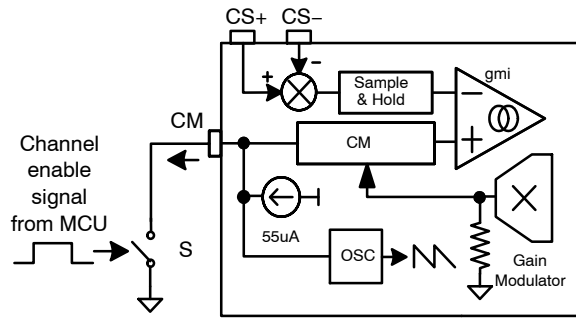 CS+ CS−
+ −
Sample
& Hold
gmi
−
+
CM
CM
Channel
enable
signal
from MCU
S
55uA
OSC
Gain
Modulator